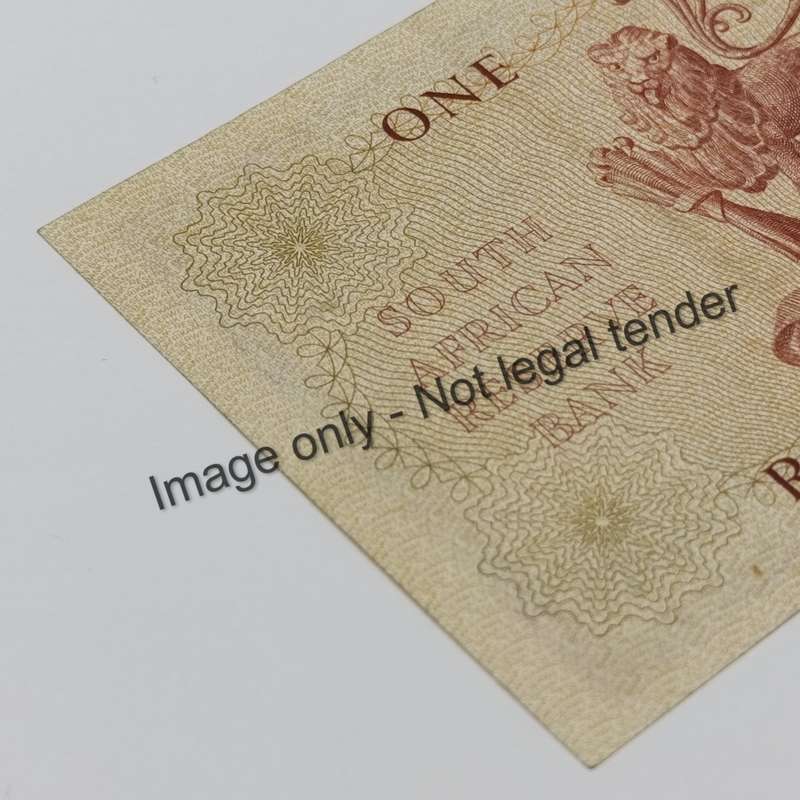 ONE
SOUTH
AFRICAN
RESERVE
BANK
R
Image only - Not legal tender